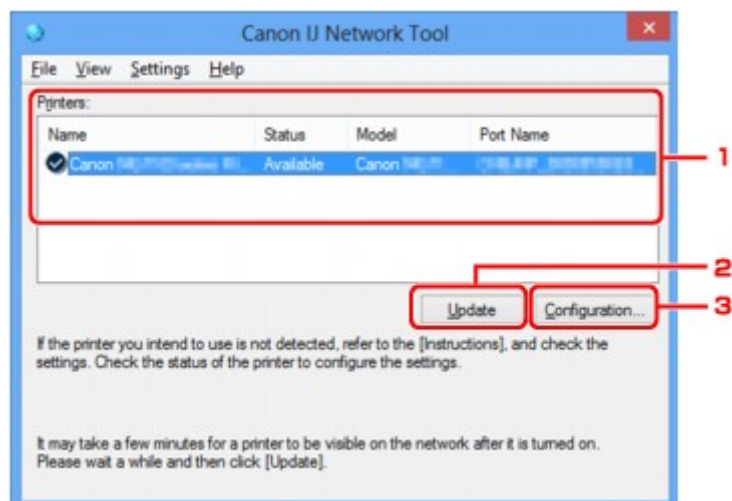 Canon IJ Network Tool
File View Settings Help
Printers:
Name Status Model Port Name
Canon Available Canon
1
2
Update Configuration...
3
If the printer you intend to use is not detected, refer to the [Instructions], and check the
settings. Check the status of the printer to configure the settings.
It may take a few minutes for a printer to be visible on the network after it is turned on.
Please wait a while and then click [Update].